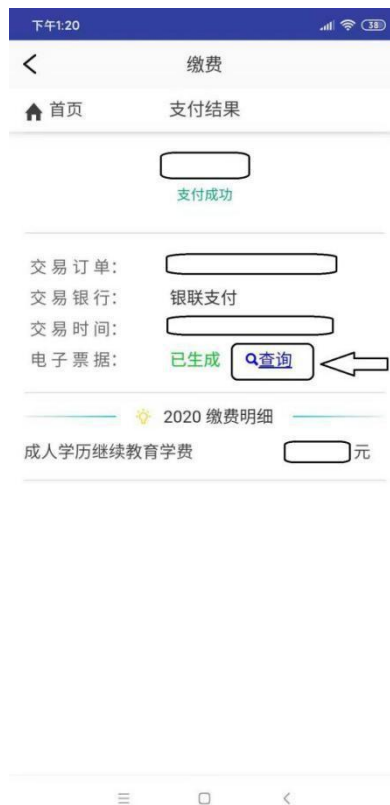 下午1:20
38
缴费
首页 支付结果
支付成功
交易订单:
交易银行: 银联支付
交易时间:
电子票据: 已生成 查询
2020 缴费明细
成人学历继续教育学费 元